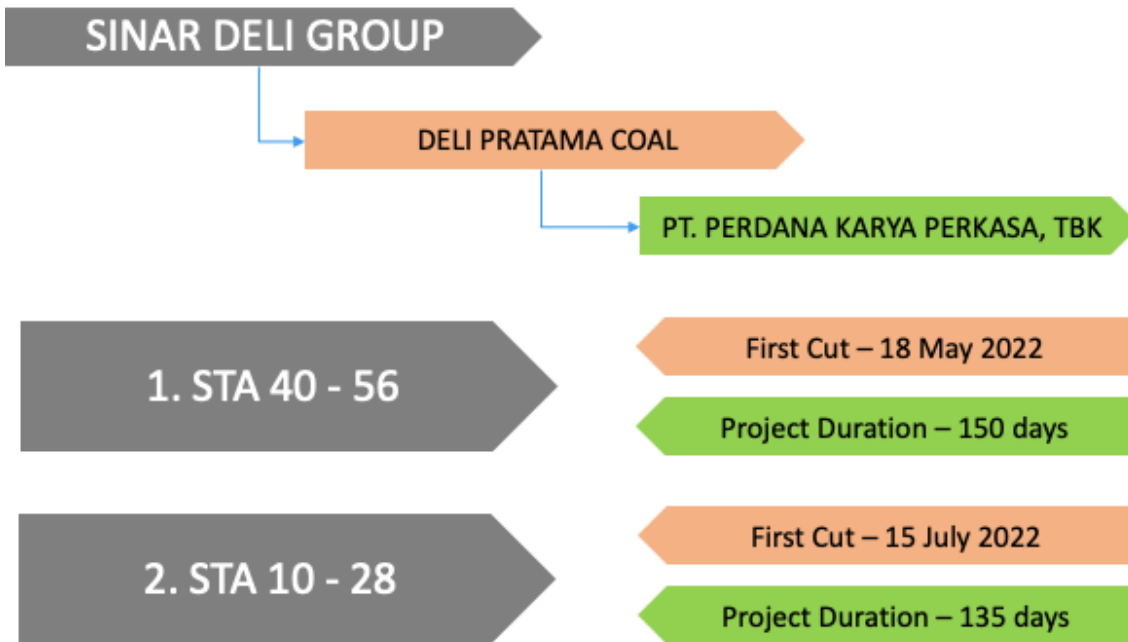 SINAR DELI GROUP
DELI PRATAMA COAL
PT. PERDANA KARYA PERKASA, TBK
1. STA 40 - 56
First Cut – 18 May 2022
Project Duration – 150 days
2. STA 10 - 28
First Cut – 15 July 2022
Project Duration – 135 days